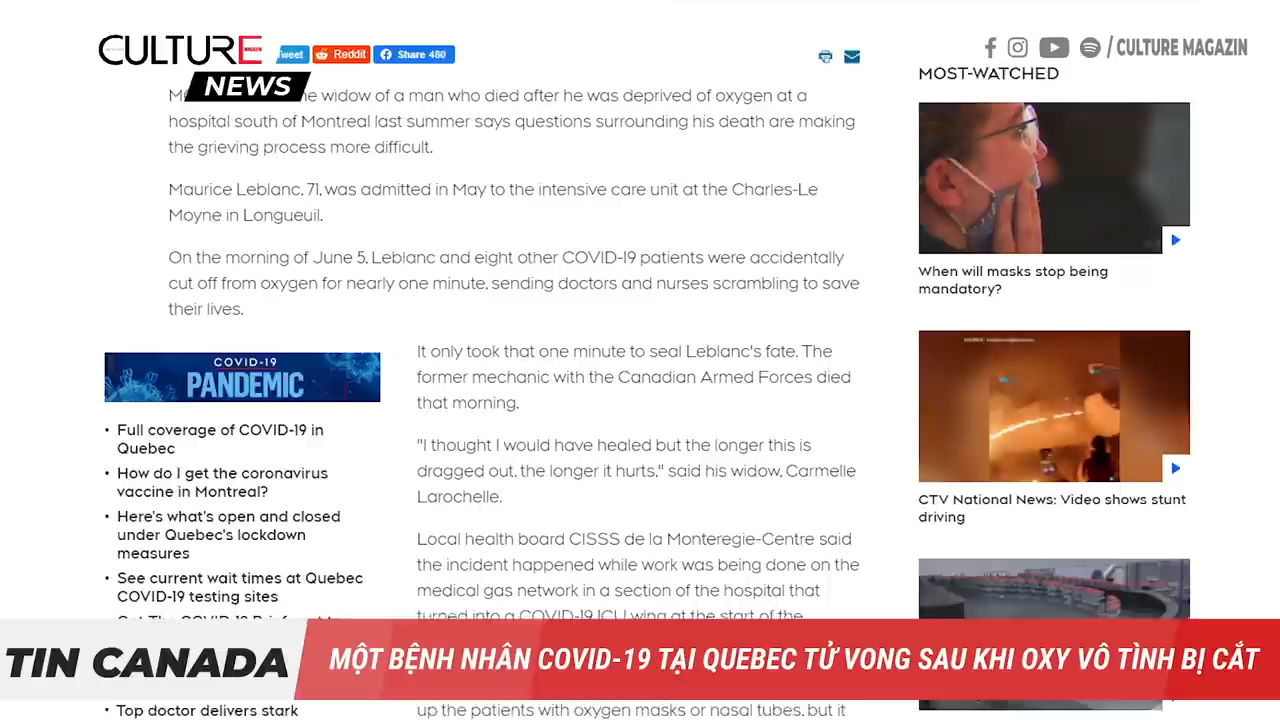 CULTURE
NEWS
Tweet
Reddit
Share 480
/ CULTURE MAGAZIN
widow of a man who died after he was deprived of oxygen at a
hospital south of Montreal last summer says questions surrounding his death are making
the grieving process more difficult.
Maurice Leblanc, 71, was admitted in May to the intensive care unit at the Charles-Le
Moyne in Longueuil.
On the morning of June 5, Leblanc and eight other COVID-19 patients were accidentally
cut off from oxygen for nearly one minute, sending doctors and nurses scrambling to save
their lives.
It only took that one minute to seal Leblanc's fate. The
former mechanic with the Canadian Armed Forces died
that morning.
"I thought I would have healed but the longer this is
dragged out, the longer it hurts," said his widow, Carmelle
Larochelle.
Local health board CISSS de la Monteregie-Centre said
the incident happened while work was being done on the
medical gas network in a section of the hospital that
turned into a COVID-19 ICU wing at the start of the
up the patients with oxygen masks or nasal tubes, but it
COVID-19
PANDEMIC
• Full coverage of COVID-19 in
Quebec
• How do I get the coronavirus
vaccine in Montreal?
• Here's what's open and closed
under Quebec's lockdown
measures
• See current wait times at Quebec
COVID-19 testing sites
• Top doctor delivers stark
MOST-WATCHED
When will masks stop being
mandatory?
CTV National News: Video shows stunt
driving
TIN CANADA
MỘT BỆNH NHÂN COVID-19 TẠI QUEBEC TỬ VONG SAU KHI OXY VÔ TÌNH BỊ CẮT